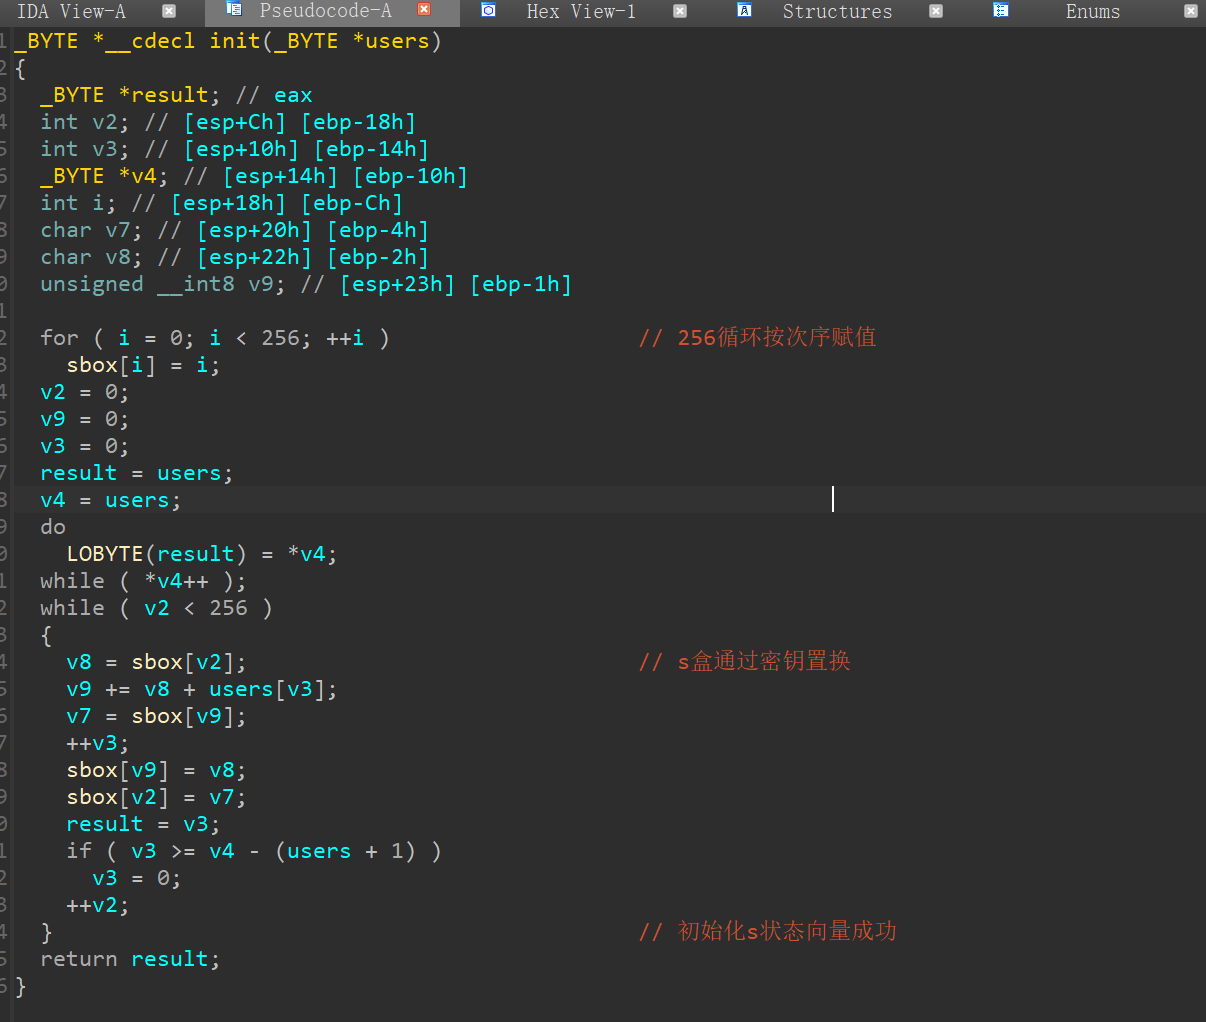 IDA View-A Pseudocode-A Hex View-1 Structures Enums
1 _BYTE *__cdecl init(_BYTE *users)
2 {
3 _BYTE *result; // eax
4 int v2; // [esp+Ch] [ebp-18h]
5 int v3; // [esp+10h] [ebp-14h]
6 _BYTE *v4; // [esp+14h] [ebp-10h]
7 int i; // [esp+18h] [ebp-Ch]
8 char v7; // [esp+20h] [ebp-4h]
9 char v8; // [esp+22h] [ebp-2h]
0 unsigned __int8 v9; // [esp+23h] [ebp-1h]
1
2 for ( i = 0; i < 256; ++i ) // 256循环按次序赋值
3 sbox[i] = i;
4 v2 = 0;
5 v9 = 0;
6 v3 = 0;
7 result = users;
8 v4 = users;
9 do
0 LOBYTE(result) = *v4;
1 while ( *v4++ );
2 while ( v2 < 256 )
3 {
4 v8 = sbox[v2]; // s盒通过密钥置换
5 v9 += v8 + users[v3];
6 v7 = sbox[v9];
7 ++v3;
8 sbox[v9] = v8;
9 sbox[v2] = v7;
0 result = v3;
1 if ( v3 >= v4 - (users + 1) )
2 v3 = 0;
3 ++v2;
4 } // 初始化s状态向量成功
5 return result;
6 }